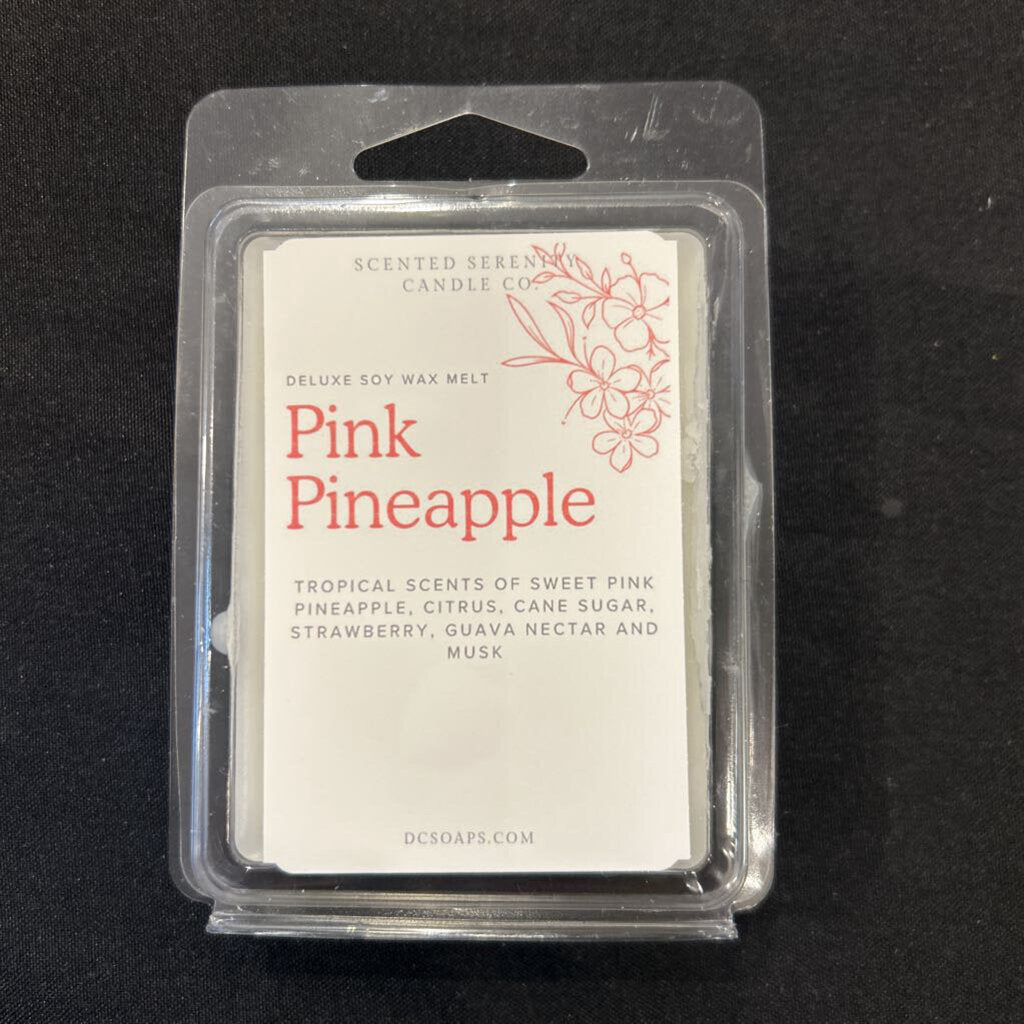 SCENTED SERENITY
CANDLE CO.
DELUXE SOY WAX MELT
Pink
Pineapple
TROPICAL SCENTS OF SWEET PINK
PINEAPPLE, CITRUS, CANE SUGAR,
STRAWBERRY, GUAVA NECTAR AND
MUSK
DCSOAPS.COM